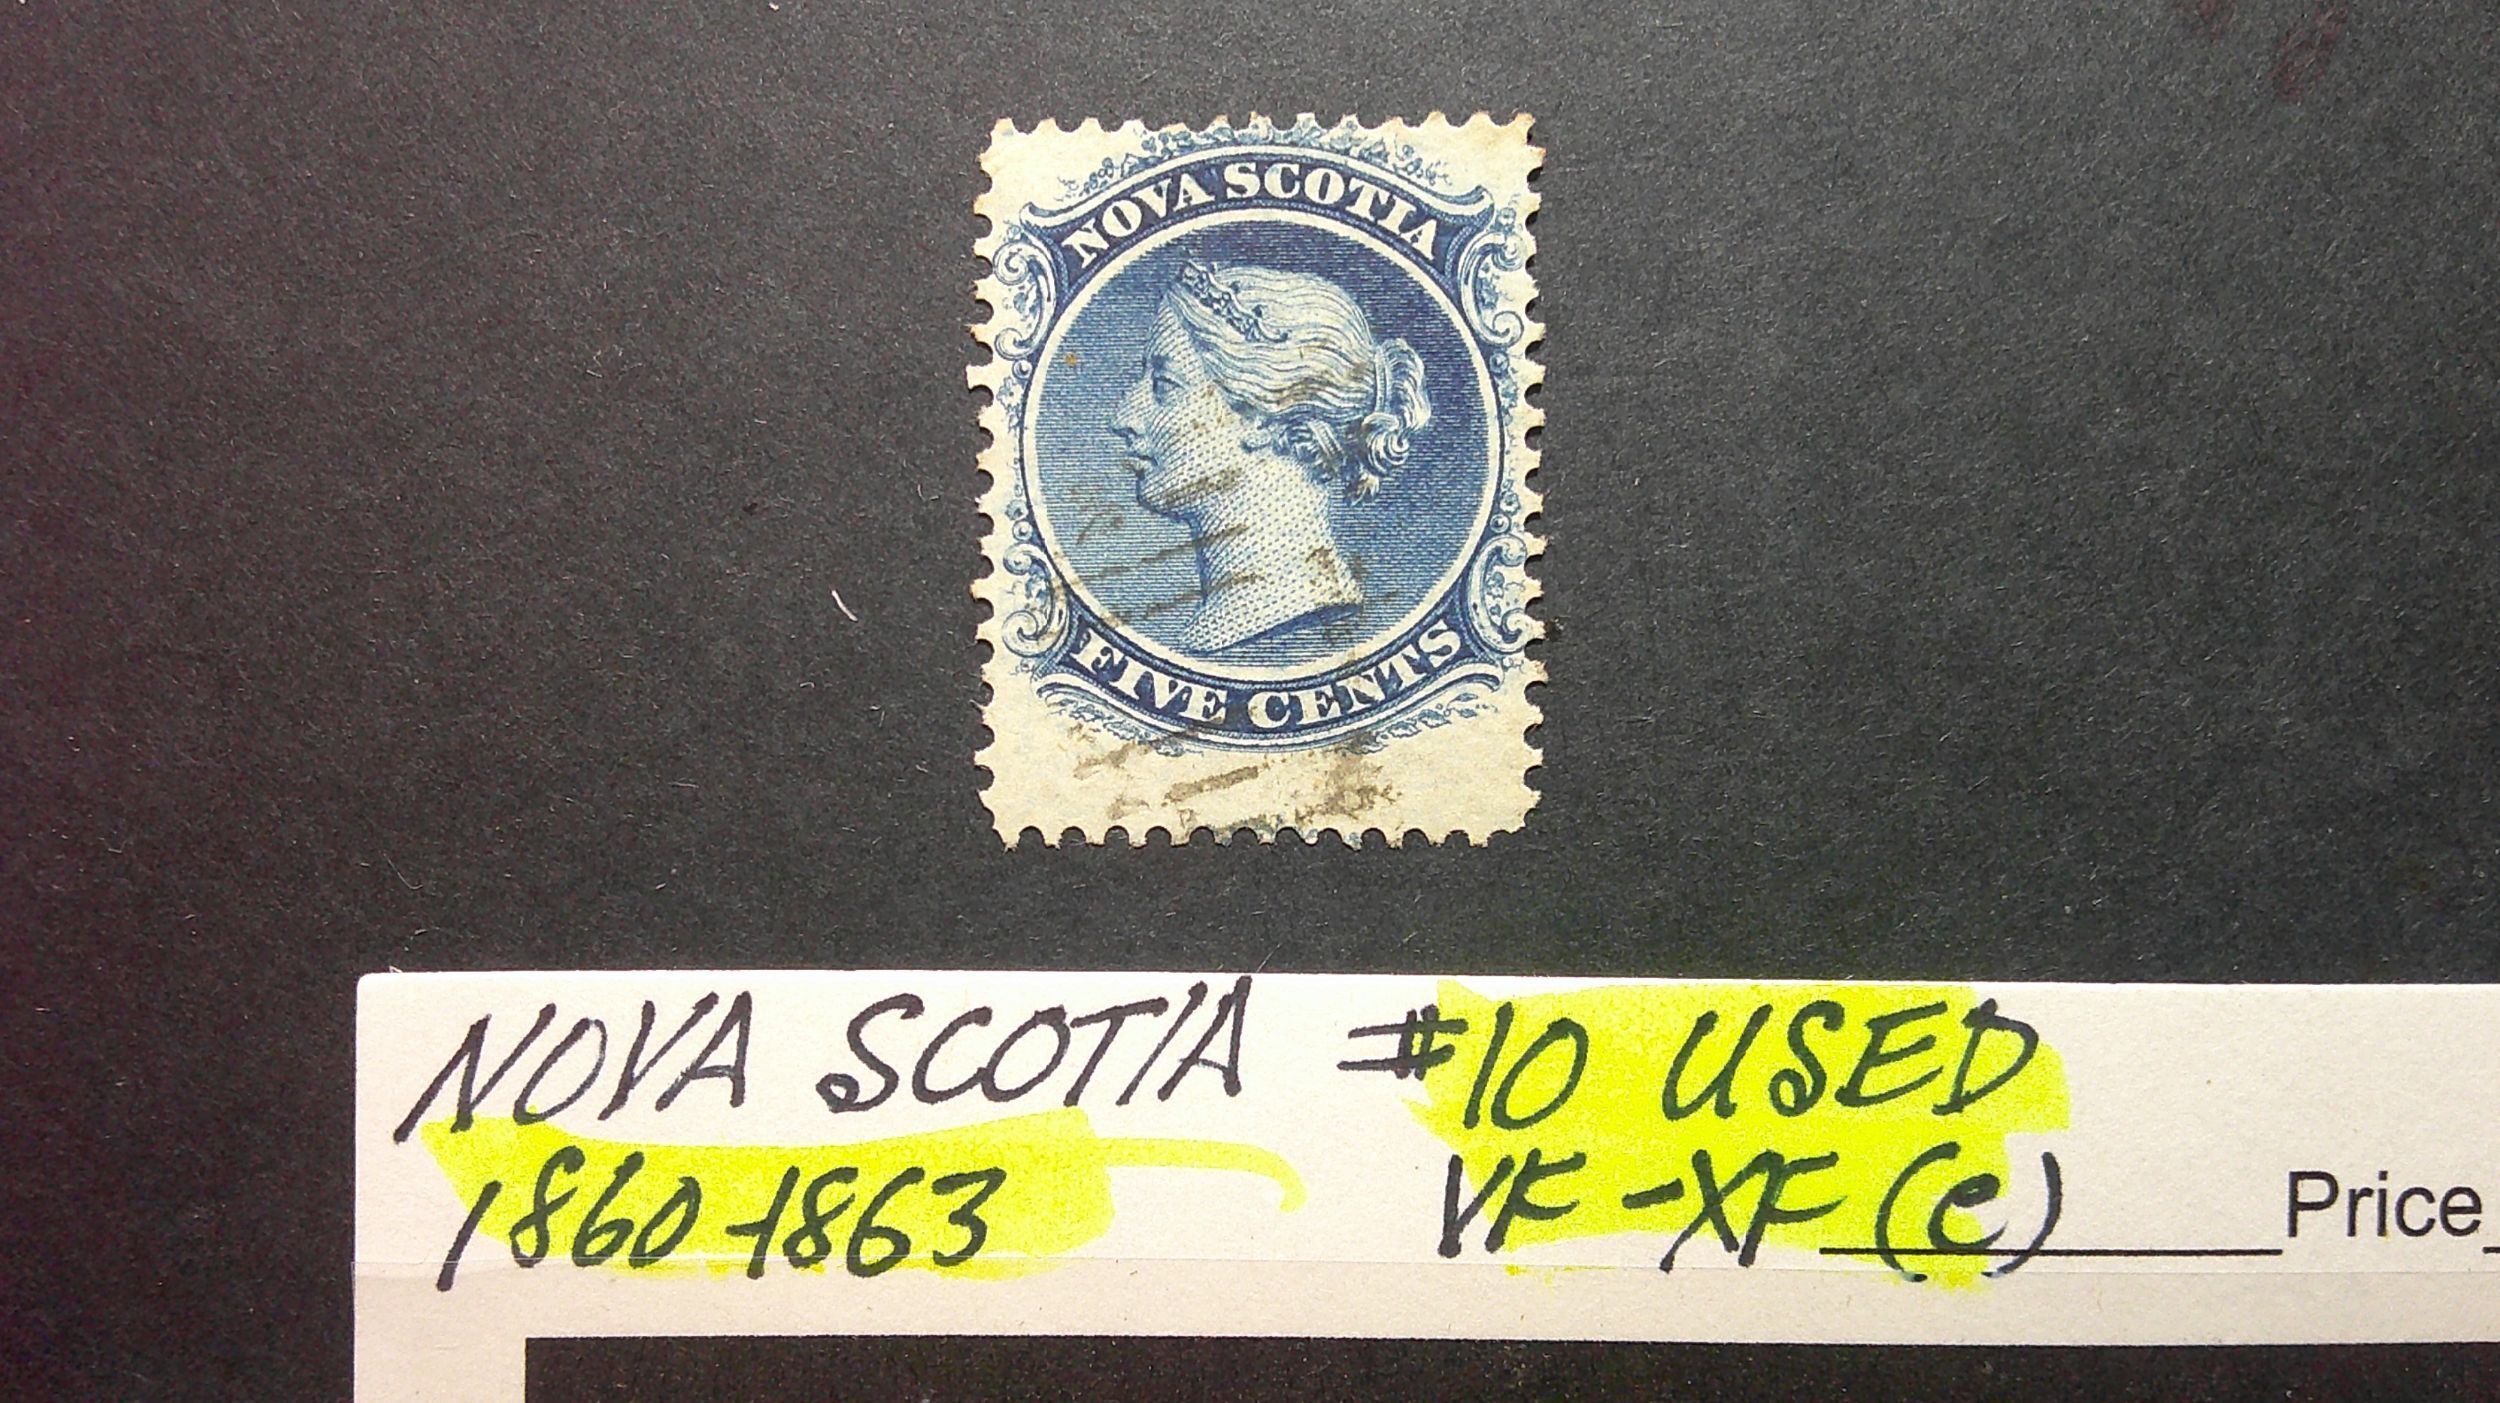 NOVA SCOTIA
FIVE CENTS
NOVA SCOTIA #10 USED
1860-1863 VF-XF (e) Price